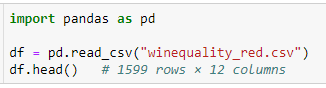 import pandas as pd
df = pd.read_csv("winequality_red.csv")
df.head()   # 1599 rows × 12 columns